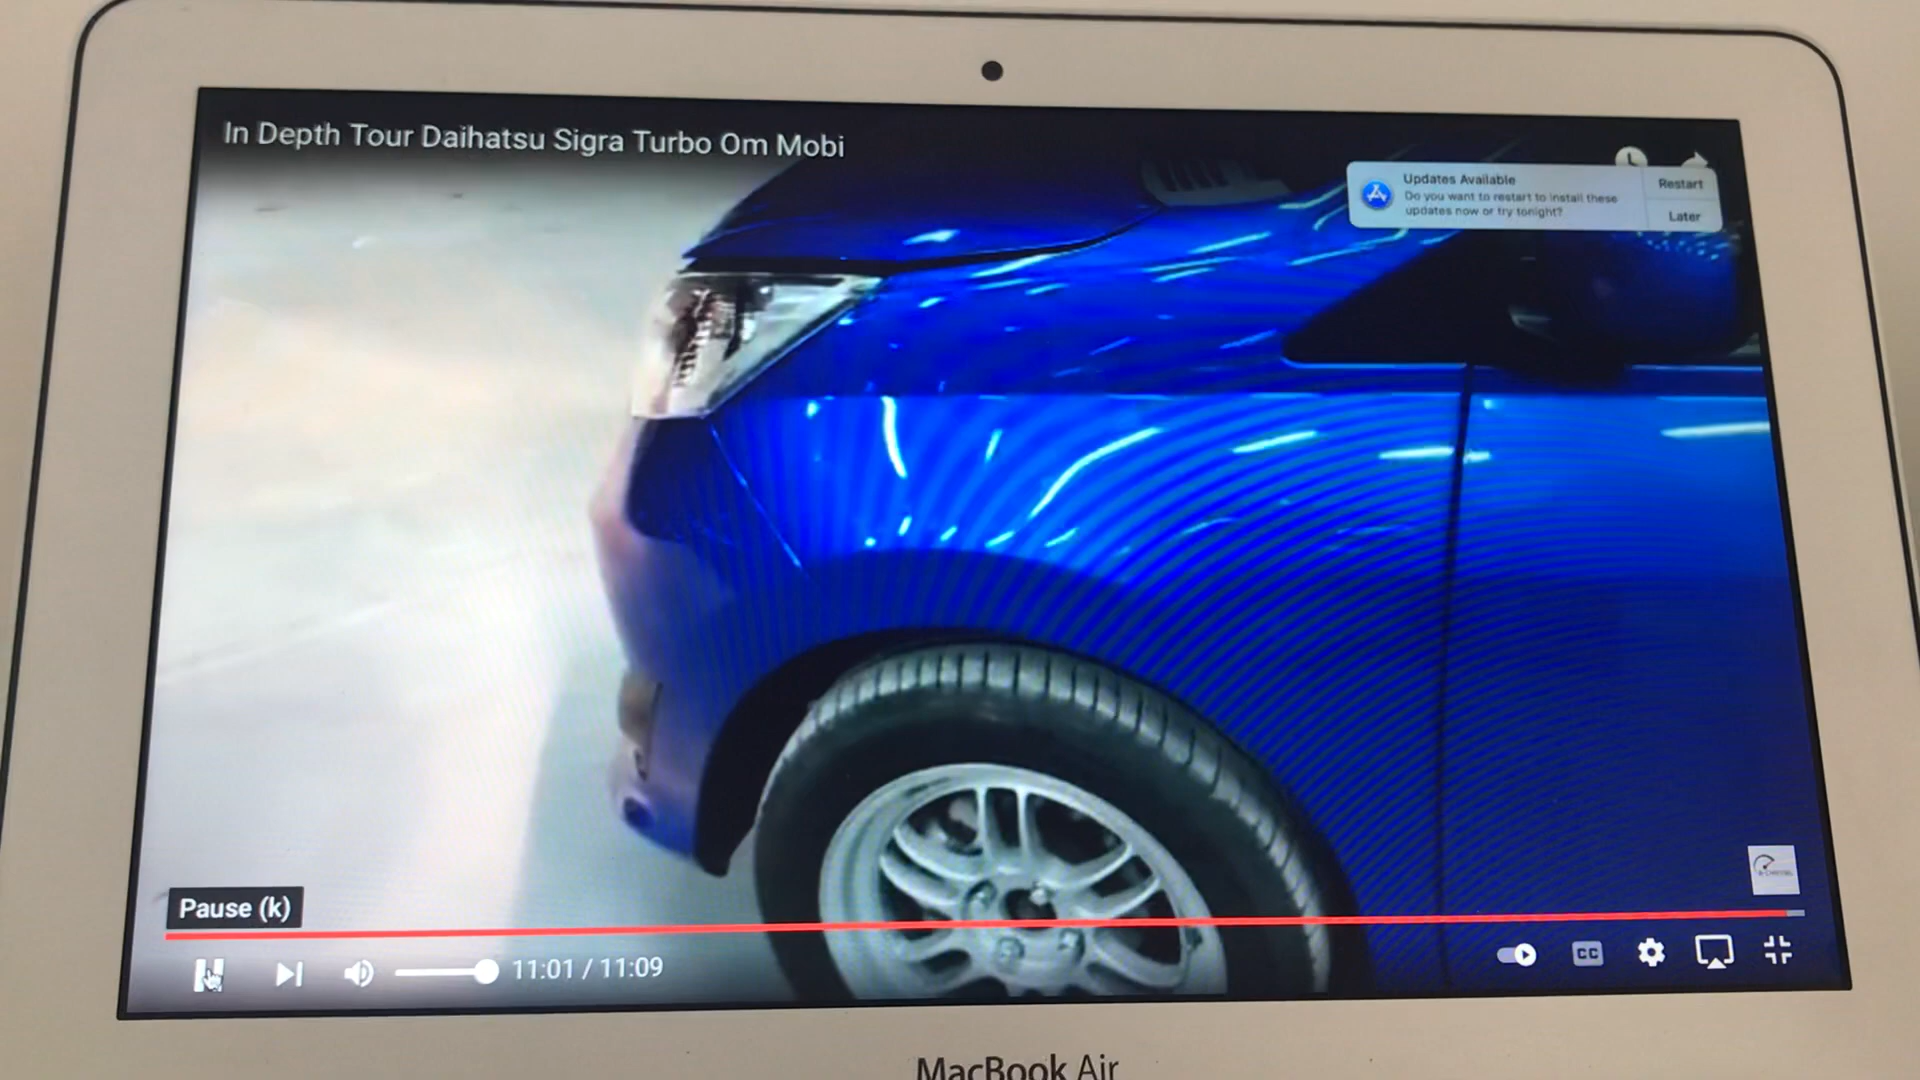 In Depth Tour Daihatsu Sigra Turbo Om Mobi
Updates Available
Do you want to restart to install these
updates now or try tonight?
Restart
Later
Pause (k)
11:01 / 11:09
CC
MacBook Air